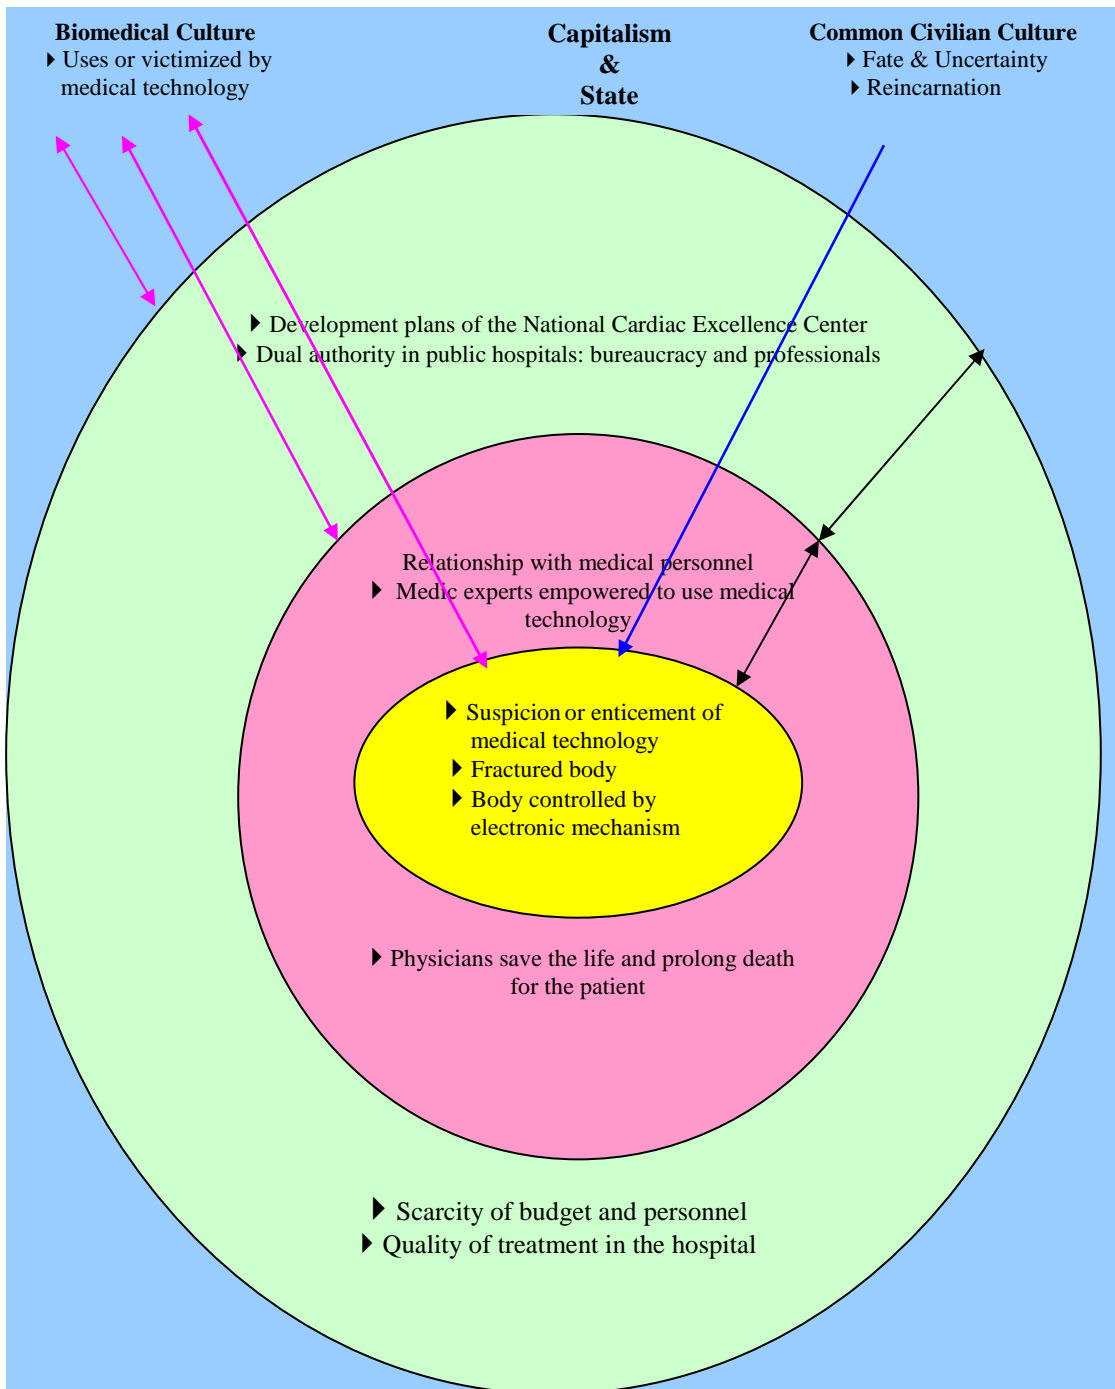 Biomedical Culture
Uses or victimized by
medical technology
Capitalism
&
State
Common Civilian Culture
Fate & Uncertainty
Reincarnation
Development plans of the National Cardiac Excellence Center
Dual authority in public hospitals: bureaucracy and professionals
Relationship with medical personnel
Medic experts empowered to use medical
technology
Suspicion or enticement of
medical technology
Fractured body
Body controlled by
electronic mechanism
Physicians save the life and prolong death
for the patient
Scarcity of budget and personnel
Quality of treatment in the hospital